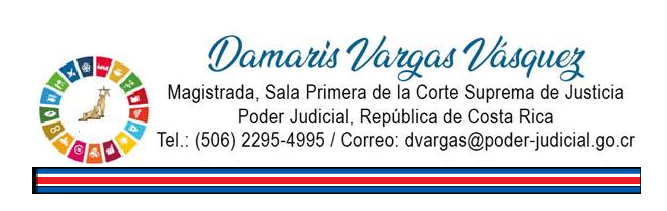 Damaris Vargas Vásquez
Magistrada, Sala Primera de la Corte Suprema de Justicia
Poder Judicial, República de Costa Rica
Tel.: (506) 2295-4995 / Correo: dvargas@poder-judicial.go.cr